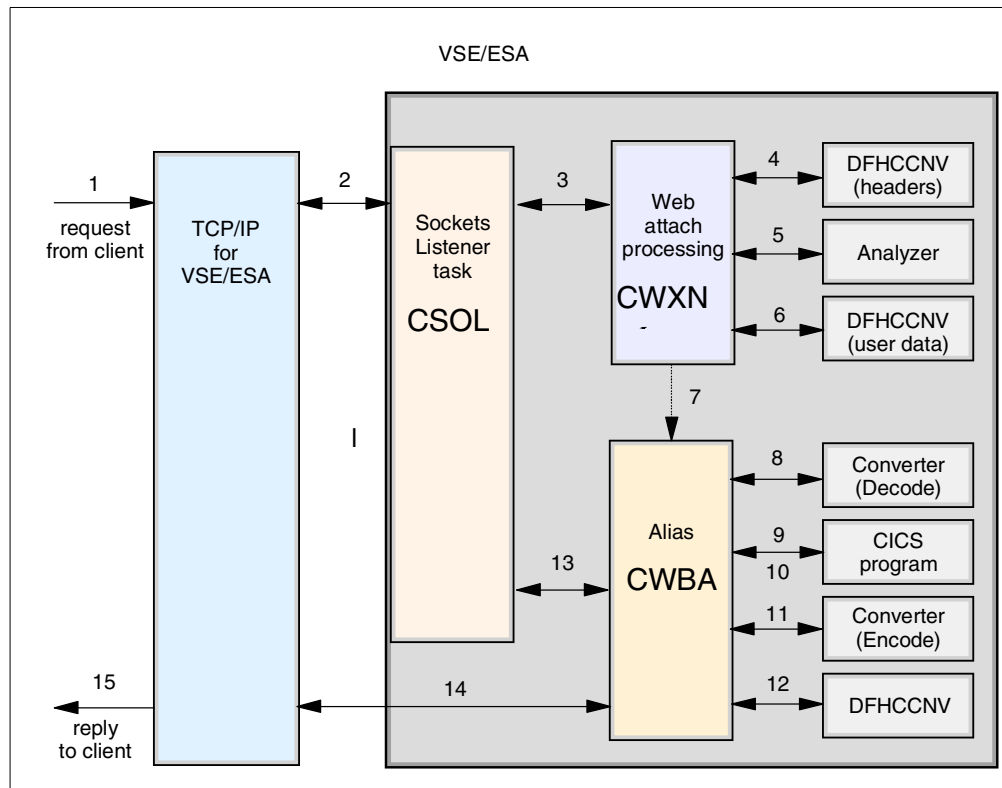 VSE/ESA
1
request
from client
TCP/IP
for
VSE/ESA
2
Sockets
Listener
task
CSOL
3
Web
attach
processing
CWXN
4
DFHCCNV
(headers)
5
Analyzer
6
DFHCCNV
(user data)
7
I
8
Converter
(Decode)
Alias
CWBA
9
10
CICS
program
13
11
Converter
(Encode)
12
DFHCCNV
14
15
reply
to client